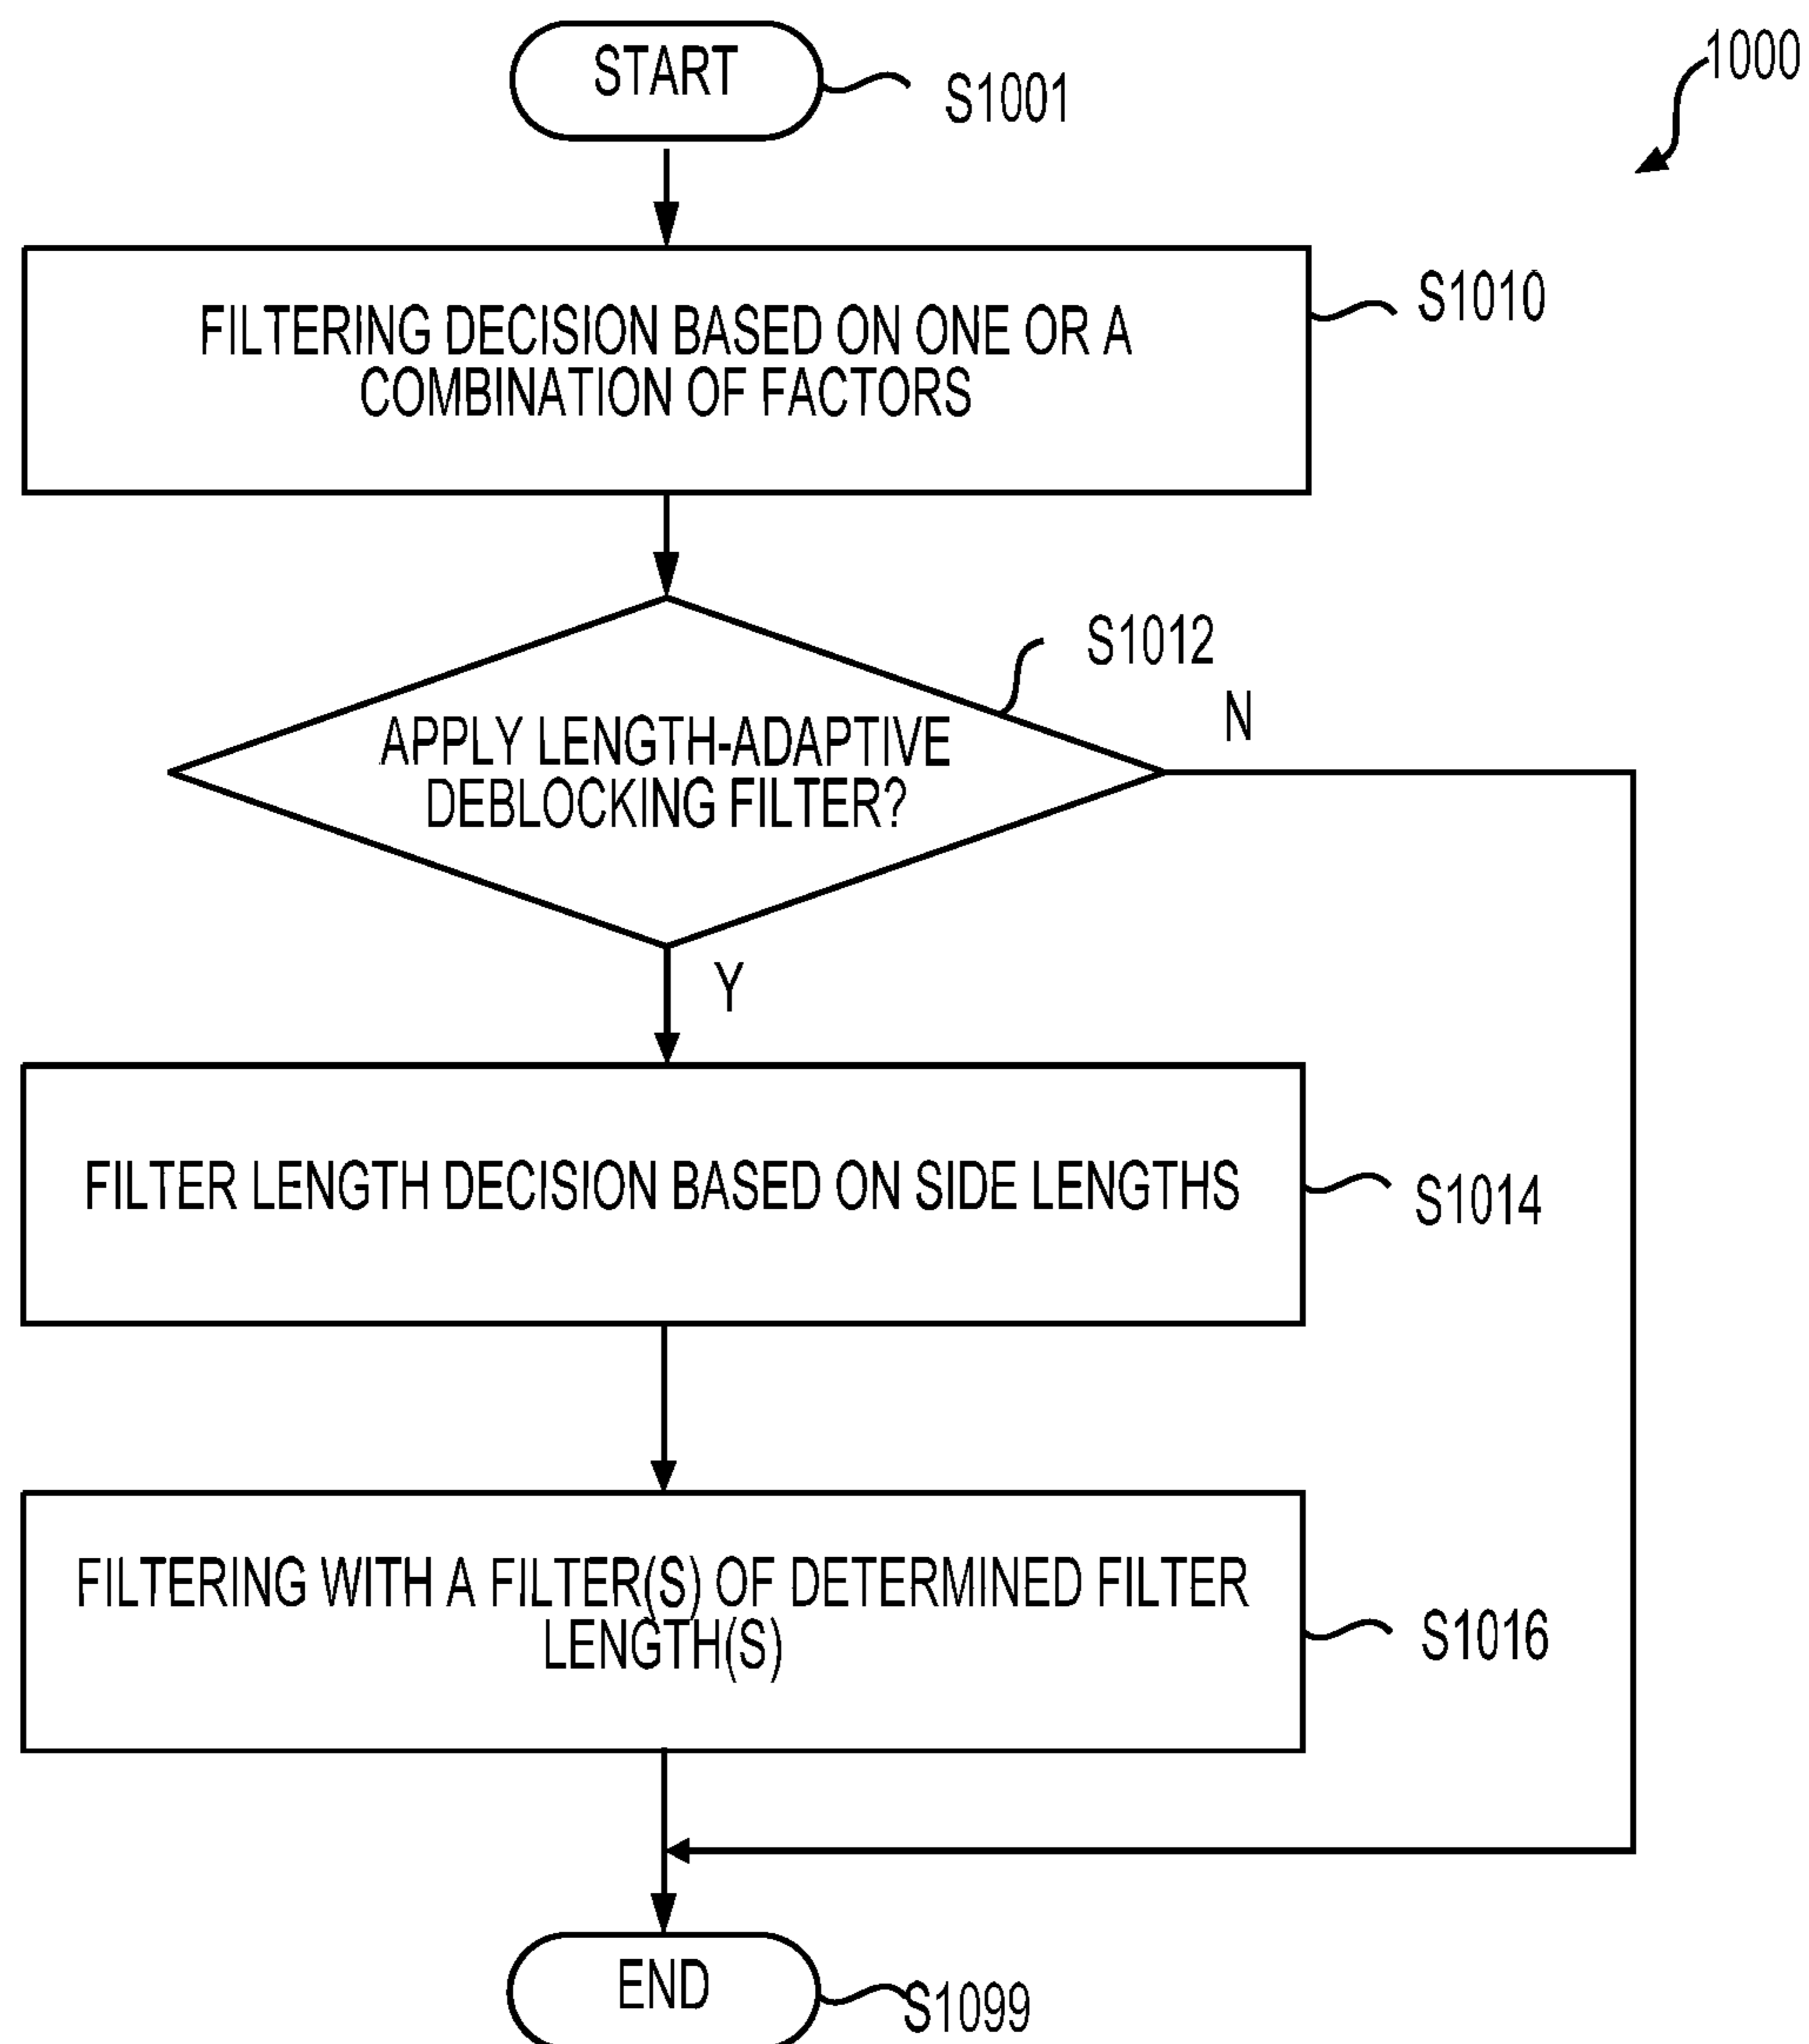 START
S1001
1000
FILTERING DECISION BASED ON ONE OR A
COMBINATION OF FACTORS
S1010
S1012
N
APPLY LENGTH-ADAPTIVE
DEBLOCKING FILTER?
Y
FILTER LENGTH DECISION BASED ON SIDE LENGTHS
S1014
FILTERING WITH A FILTER(S) OF DETERMINED FILTER
LENGTH(S)
S1016
END
S1099